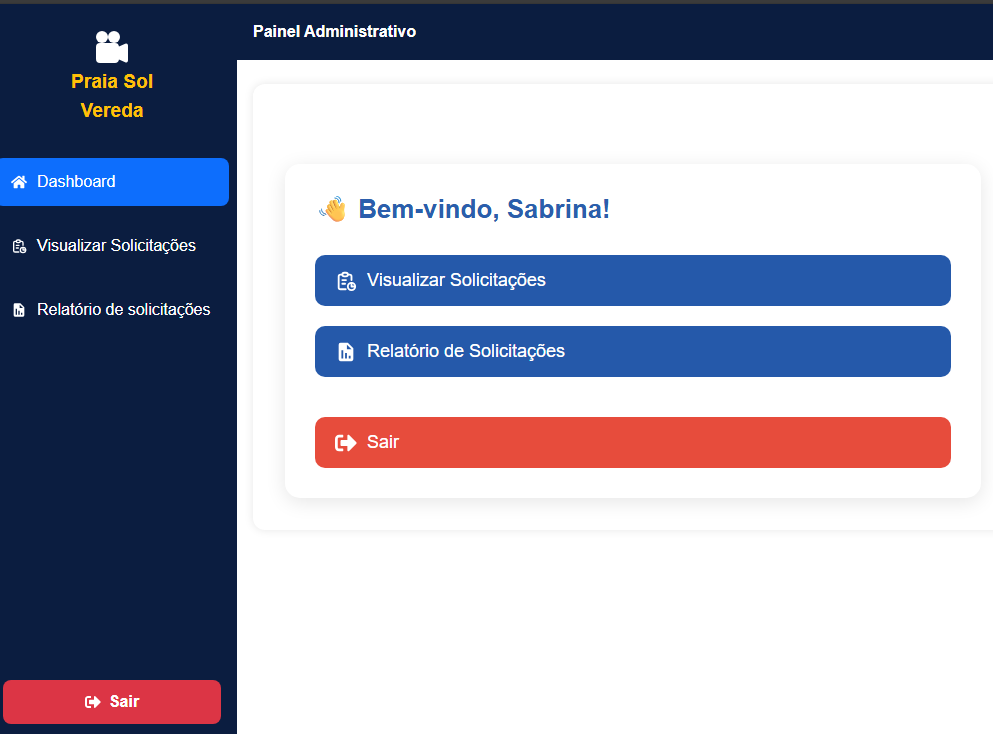 Praia Sol
Vereda
Dashboard
Visualizar Solicitações
Relatório de solicitações
Sair
Painel Administrativo
👋 Bem-vindo, Sabrina!
Visualizar Solicitações
Relatório de Solicitações
Sair